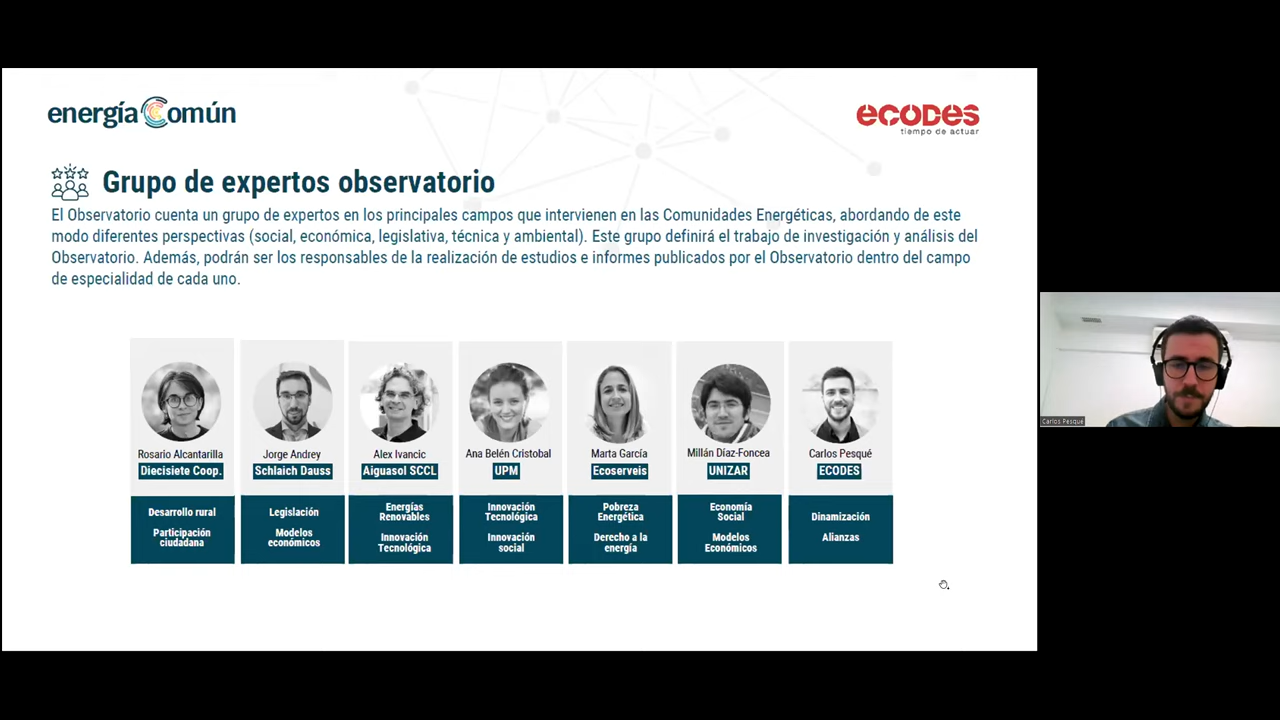 energía Común
ecodes
tiempo de actuar
Grupo de expertos observatorio
El Observatorio cuenta un grupo de expertos en los principales campos que intervienen en las Comunidades Energéticas, abordando de este
modo diferentes perspectivas (social, económica, legislativa, técnica y ambiental). Este grupo definirá el trabajo de investigación y análisis del
Observatorio. Además, podrán ser los responsables de la realización de estudios e informes publicados por el Observatorio dentro del campo
de especialidad de cada uno.
Rosario Alcantarilla
Diecisiete Coop.
Desarrollo rural
Participación
ciudadana
Jorge Andrey
Schlaich Dauss
Legislación
Modelos
económicos
Alex Ivancic
Aiguasol SCCL
Energías
Renovables
Innovación
Tecnológica
Ana Belén Cristobal
UPM
Innovación
Tecnológica
Innovación
social
Marta García
Ecoserveis
Pobreza
Energética
Derecho a la
energía
Millán Díaz-Foncea
UNIZAR
Economía
Social
Modelos
Económicos
Carlos Pesqué
ECODES
Dinamización
Alianzas
Carlos Pesqué